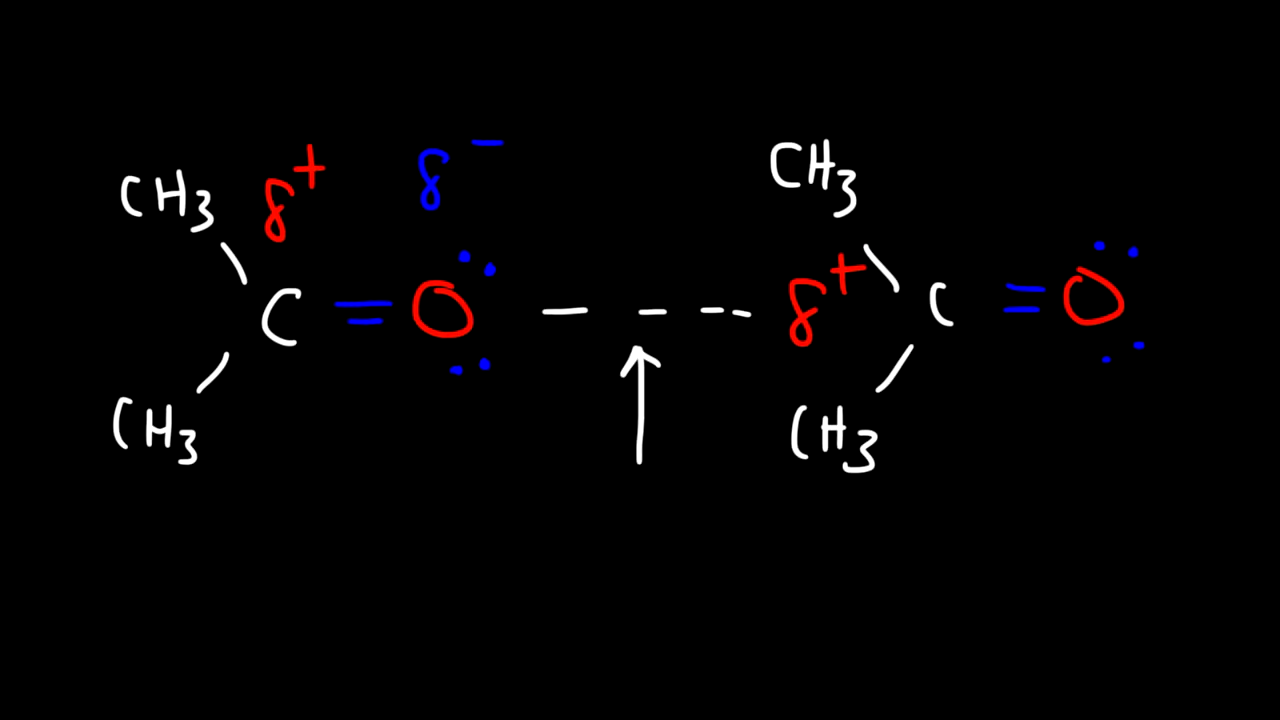 CH3 δ+ δ− CH3
C = O: - - - - δ+ C = O
CH3 CH3